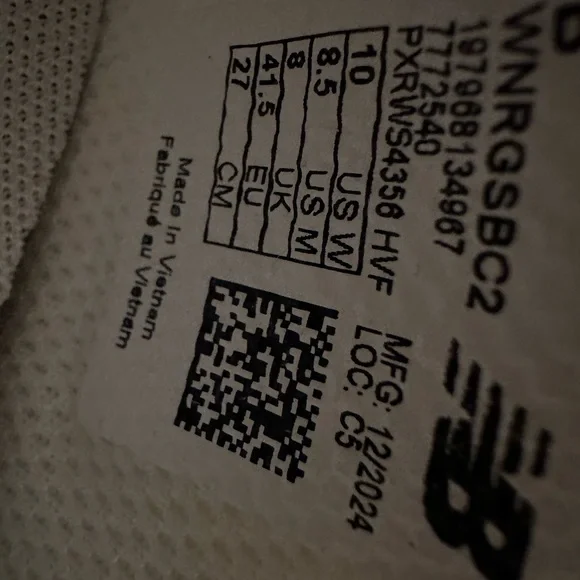 B
WNRGSBC2
197968134967
7772540
PXRWS4356 HVF
10 US W
8.5 US M
8 UK
41.5 EU
27 CM
MFG: 12/2024
LOC: C5
Made In Vietnam
Fabriqué au Vietnam